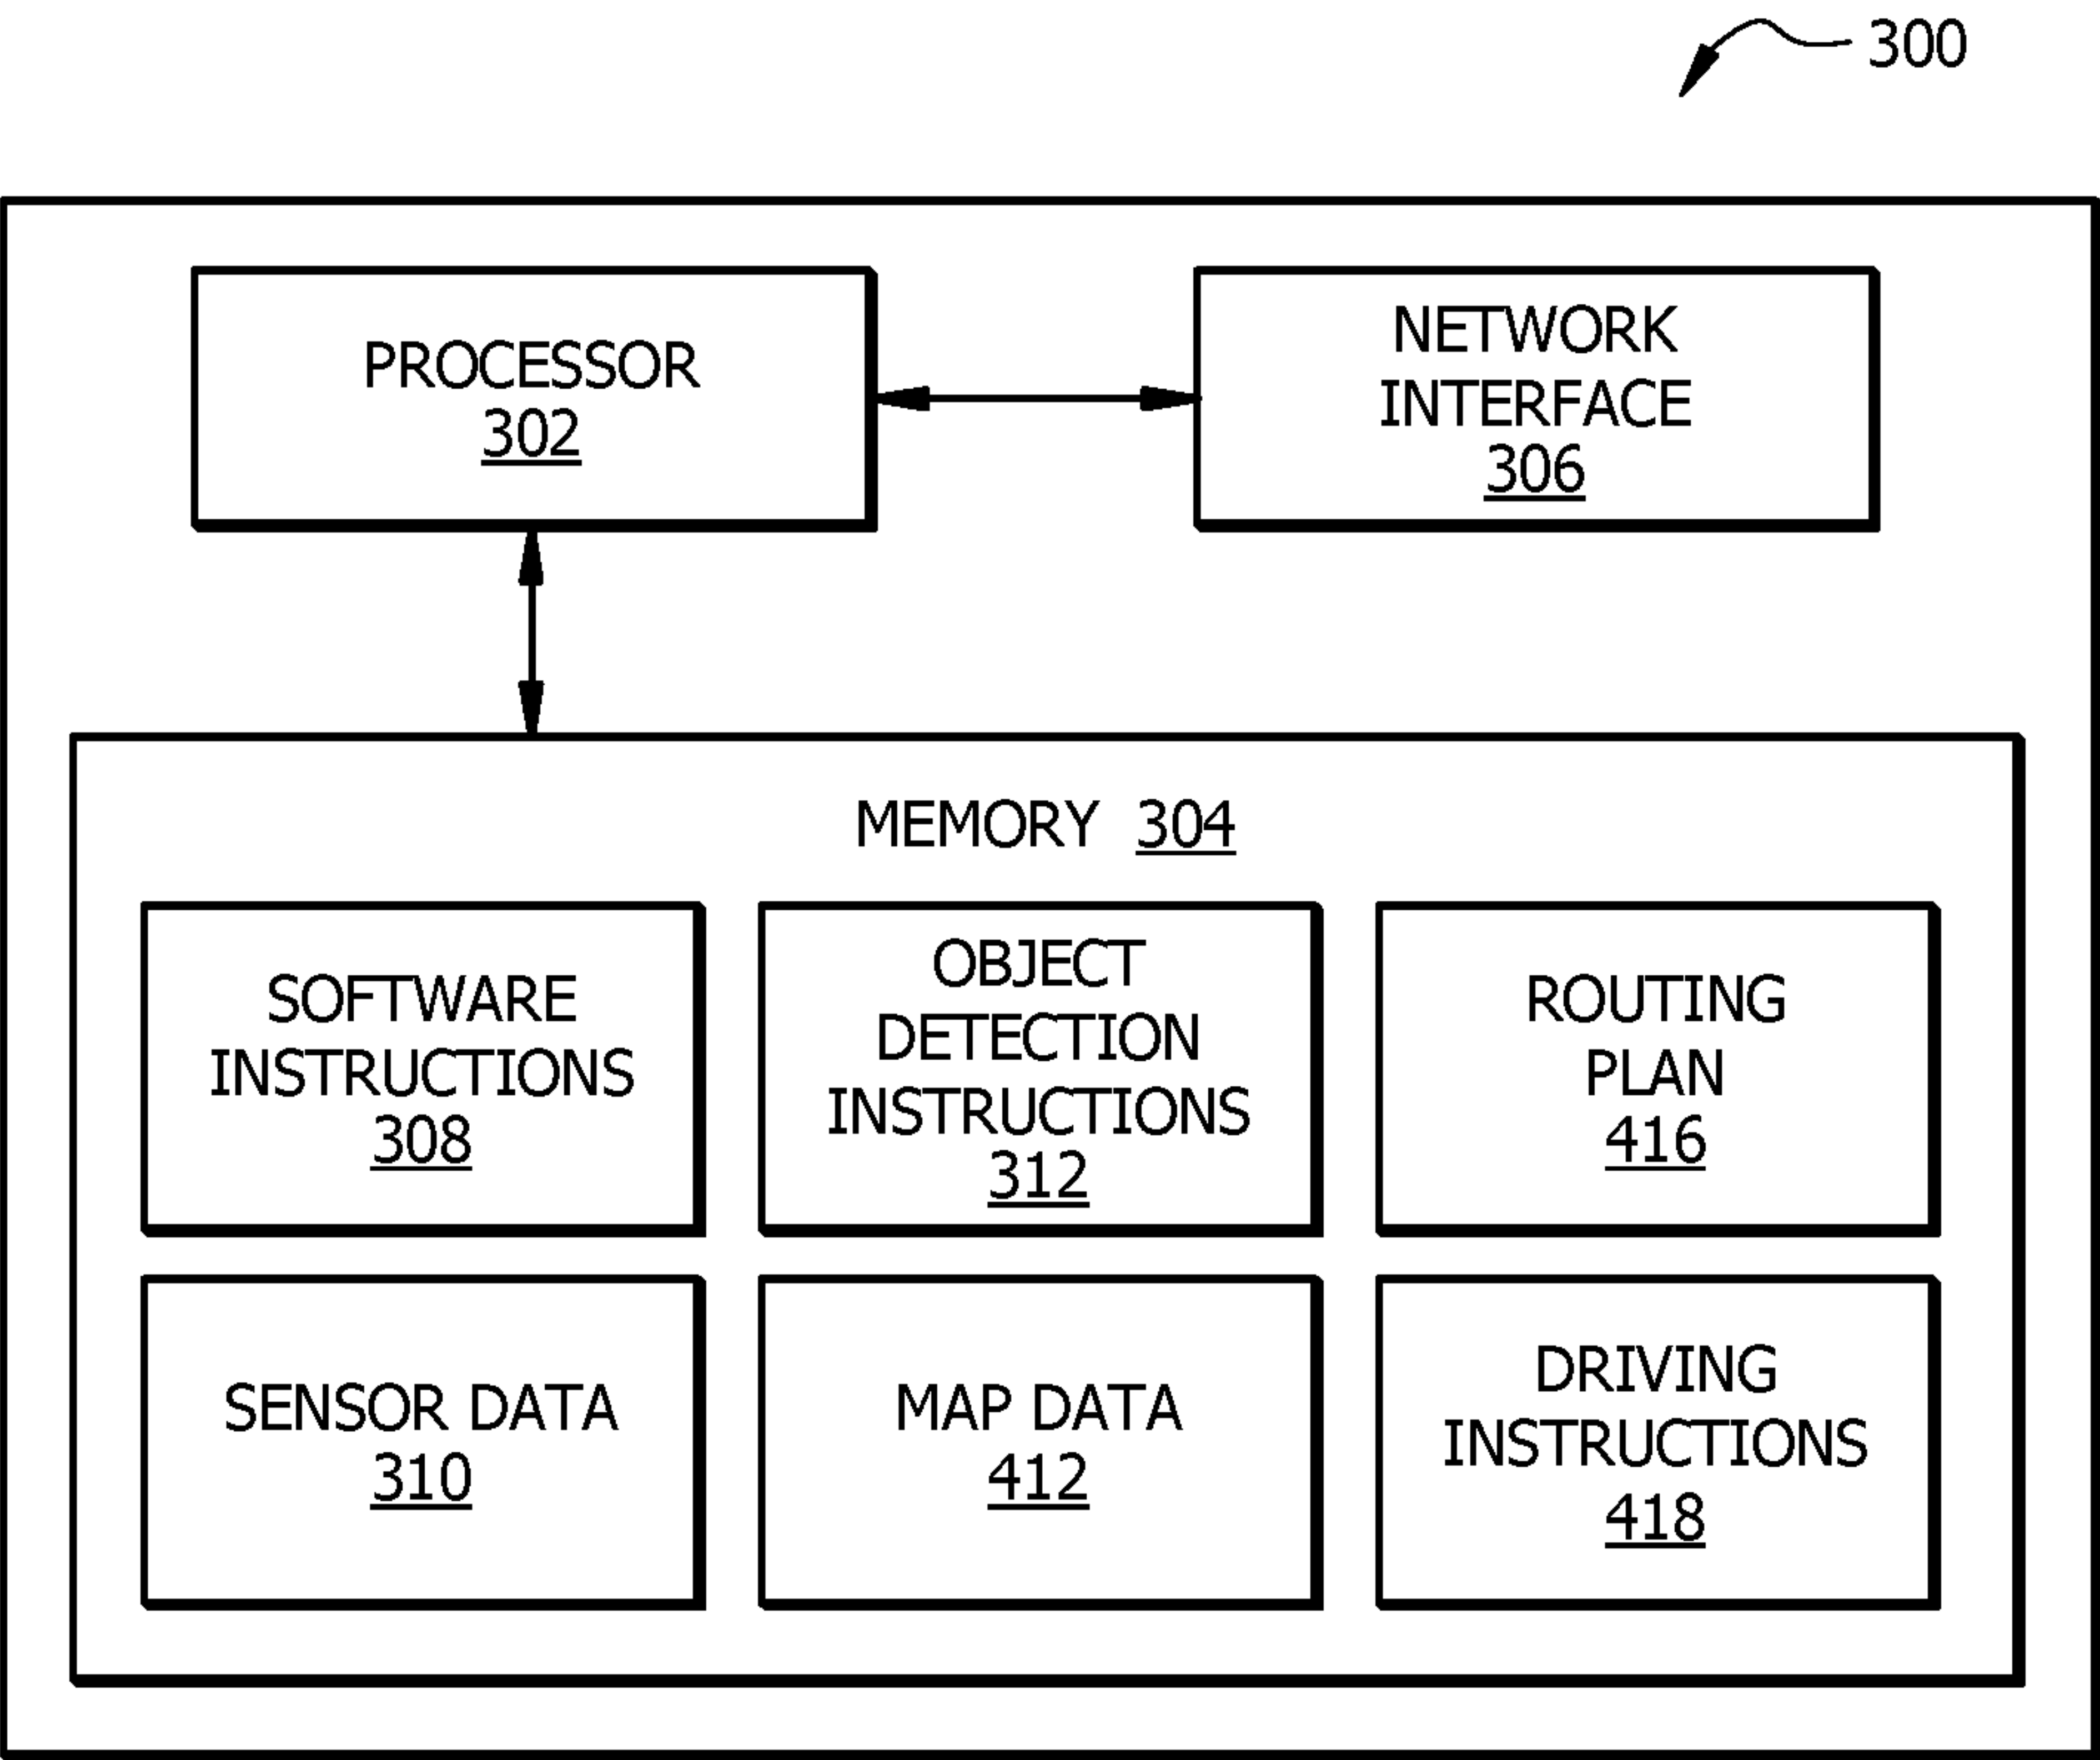 300
PROCESSOR
302
NETWORK
INTERFACE
306
MEMORY 304
SOFTWARE
INSTRUCTIONS
308
OBJECT
DETECTION
INSTRUCTIONS
312
ROUTING
PLAN
416
SENSOR DATA
310
MAP DATA
412
DRIVING
INSTRUCTIONS
418